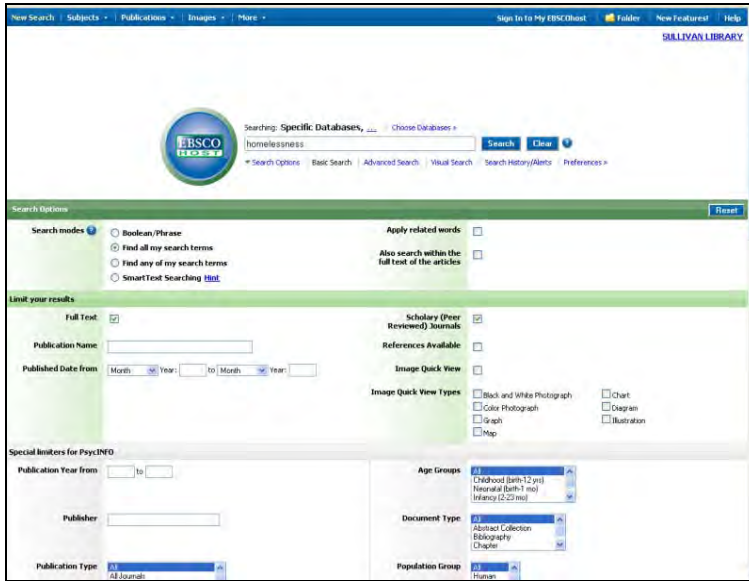 New Search Subjects Publications Images More Sign In to My EBSCOhost Folder New Features! Help
SULLIVAN LIBRARY
Searching: Specific Databases, ... Choose Databases »
EBSCO
HOST
homelessness Search Clear ?
Search Options Basic Search Advanced Search Visual Search Search History/Alerts Preferences »
Search Options Reset
Search modes ? Boolean/Phrase Apply related words
Find all my search terms
Find any of my search terms Also search within the
full text of the articles
SmartText Searching Hint
Limit your results
Full Text Scholary (Peer
Reviewed) Journals
Publication Name References Available
Published Date from Month Year: to Month Year: Image Quick View
Image Quick View Types Black and White Photograph Chart
Color Photograph Diagram
Graph Illustration
Map
Special limiters for PsycINFO
Publication Year from to Age Groups All
Childhood (birth-12 yrs)
Neonatal (birth-1 mo)
Infancy (2-23 mo)
Publisher Document Type All
Abstract Collection
Bibliography
Chapter
Publication Type All Population Group All
All Journals Human